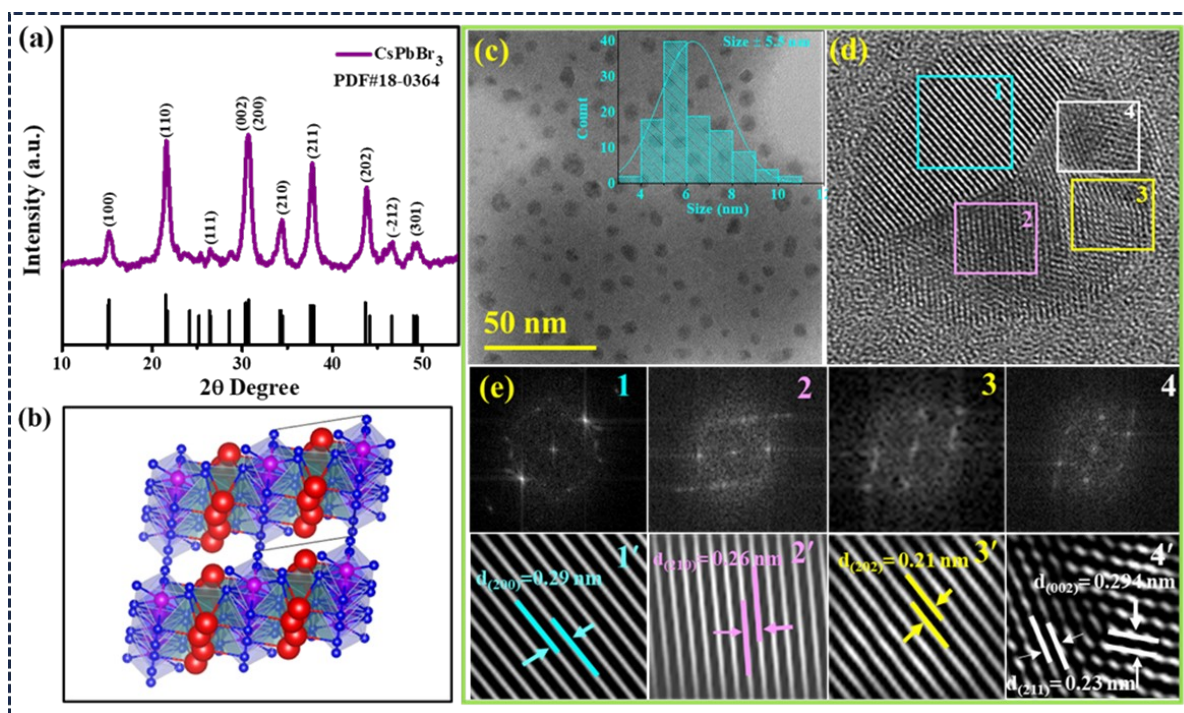 (a)
CsPbBr3
PDF#18-0364
(100)
(110)
(111)
(002)
(200)
(210)
(211)
(202)
(-212)
(301)
Intensity (a.u.)
10 20 30 40 50
2θ Degree
(b)
(c)
Size ± 5.5 nm
40
30
20
10
0
Count
4 6 8 10
Size (nm)
50 nm
(d)
1
2
3
4
(e)
1
2
3
4
1′
d(200)=0.29 nm
2′
d(210)=0.26 nm
3′
d(202)=0.21 nm
4′
d(002)=0.294 nm
d(211)=0.23 nm